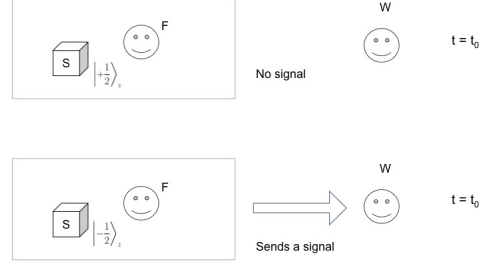 W
F
t = t₀
S
|+1/2⟩z
No signal
W
F
t = t₀
S
|−1/2⟩z
Sends a signal